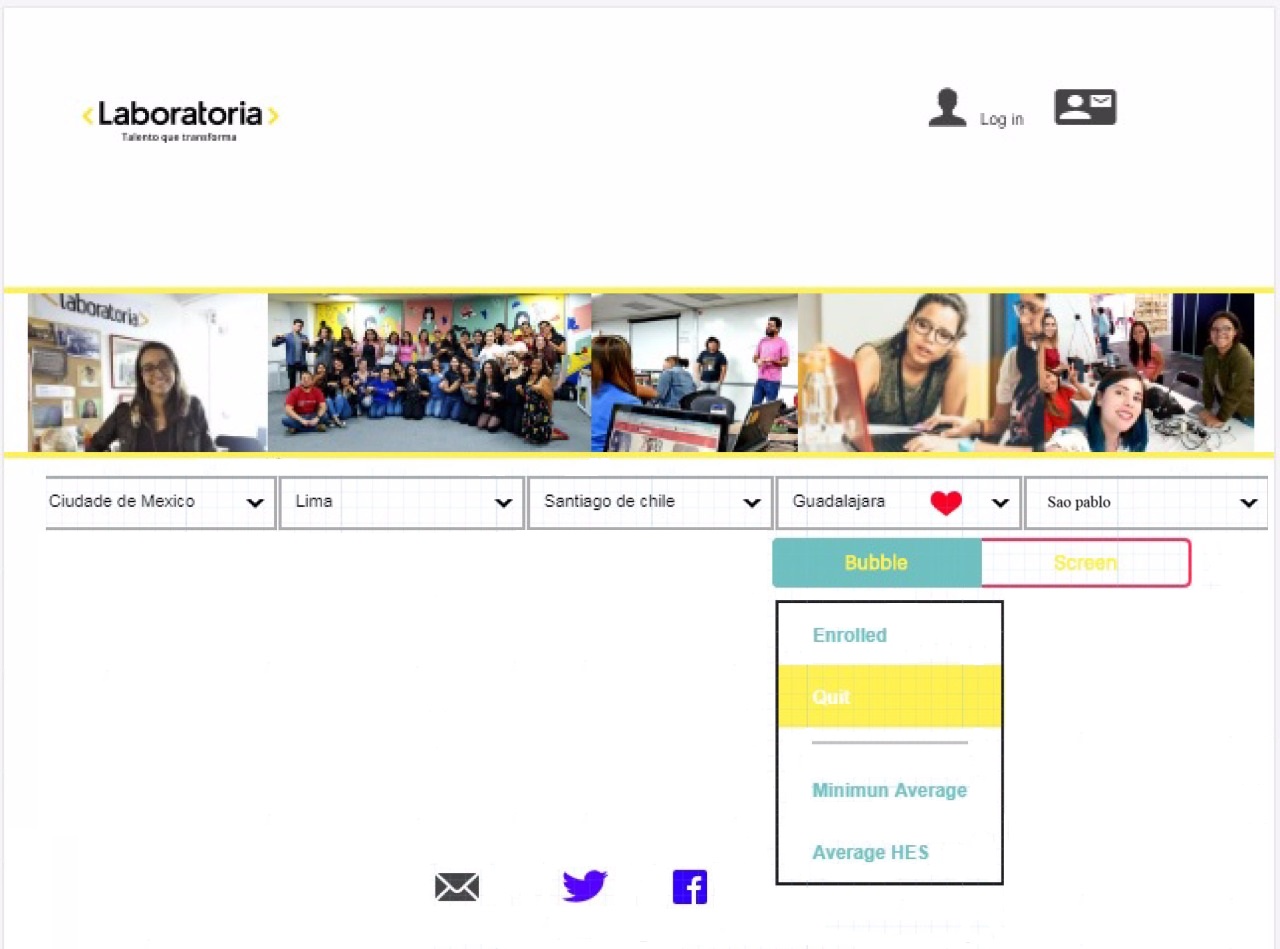 < Laboratoria >
Talento que transforma
Log in
laboratoria>
Ciudade de Mexico
Lima
Santiago de chile
Guadalajara
Sao pablo
Bubble
Screen
Enrolled
Quit
Minimun Average
Average HES